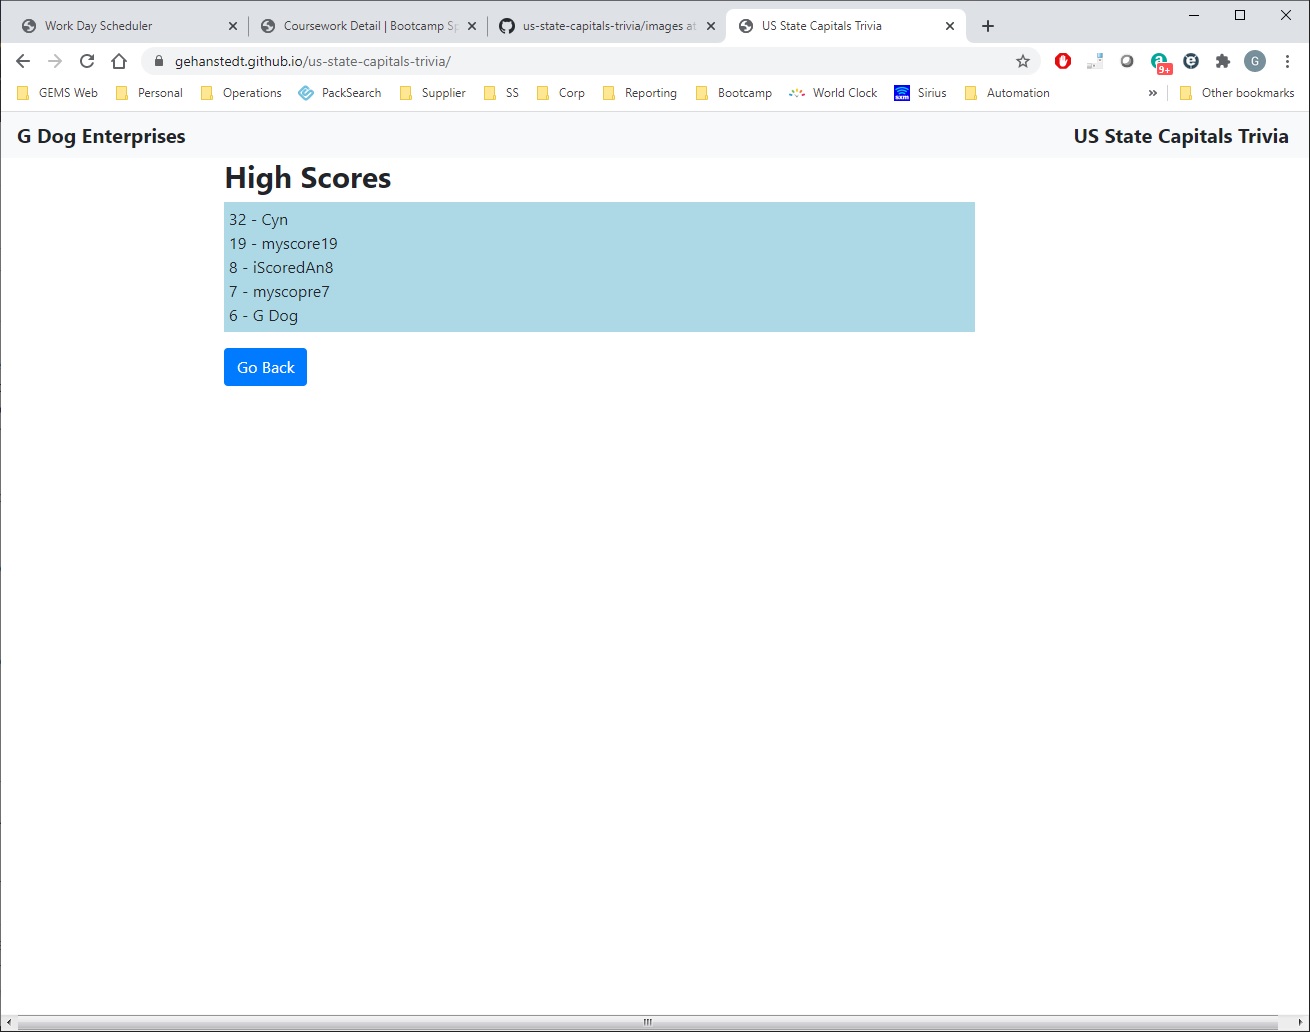 Work Day Scheduler
Coursework Detail | Bootcamp Sp
us-state-capitals-trivia/images at
US State Capitals Trivia
gehanstedt.github.io/us-state-capitals-trivia/
a
9+
e
G
GEMS Web
Personal
Operations
PackSearch
Supplier
SS
Corp
Reporting
Bootcamp
World Clock
sxm
Sirius
Automation
»
Other bookmarks
G Dog Enterprises
US State Capitals Trivia
High Scores
32 - Cyn
19 - myscore19
8 - iScoredAn8
7 - myscopre7
6 - G Dog
Go Back